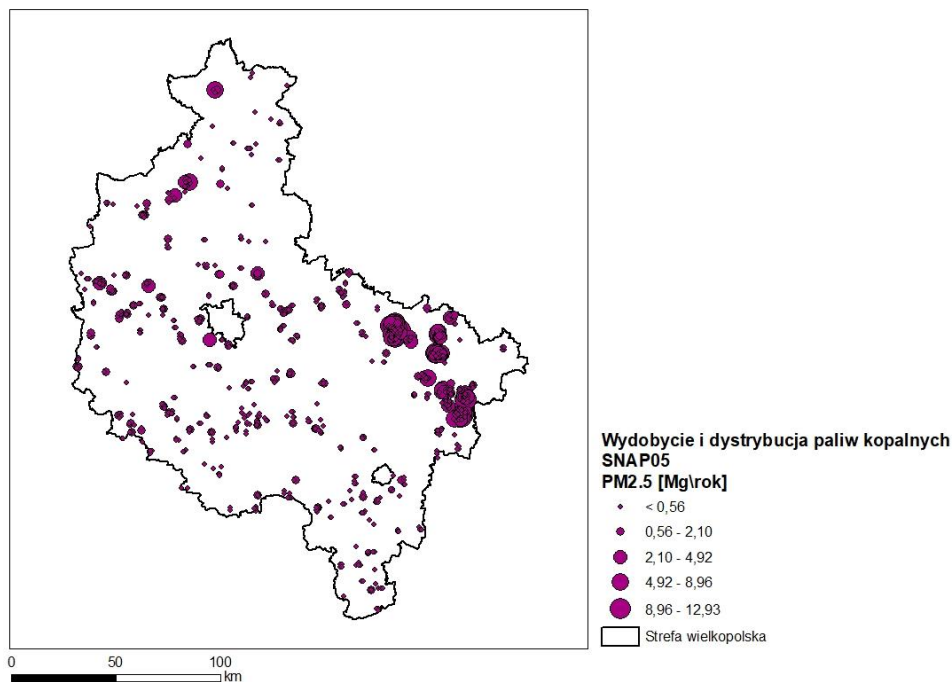 Wydobycie i dystrybucja paliw kopalnych
SNAP05
PM2.5 [Mg\rok]
< 0,56
0,56 - 2,10
2,10 - 4,92
4,92 - 8,96
8,96 - 12,93
Strefa wielkopolska
0 50 100
km